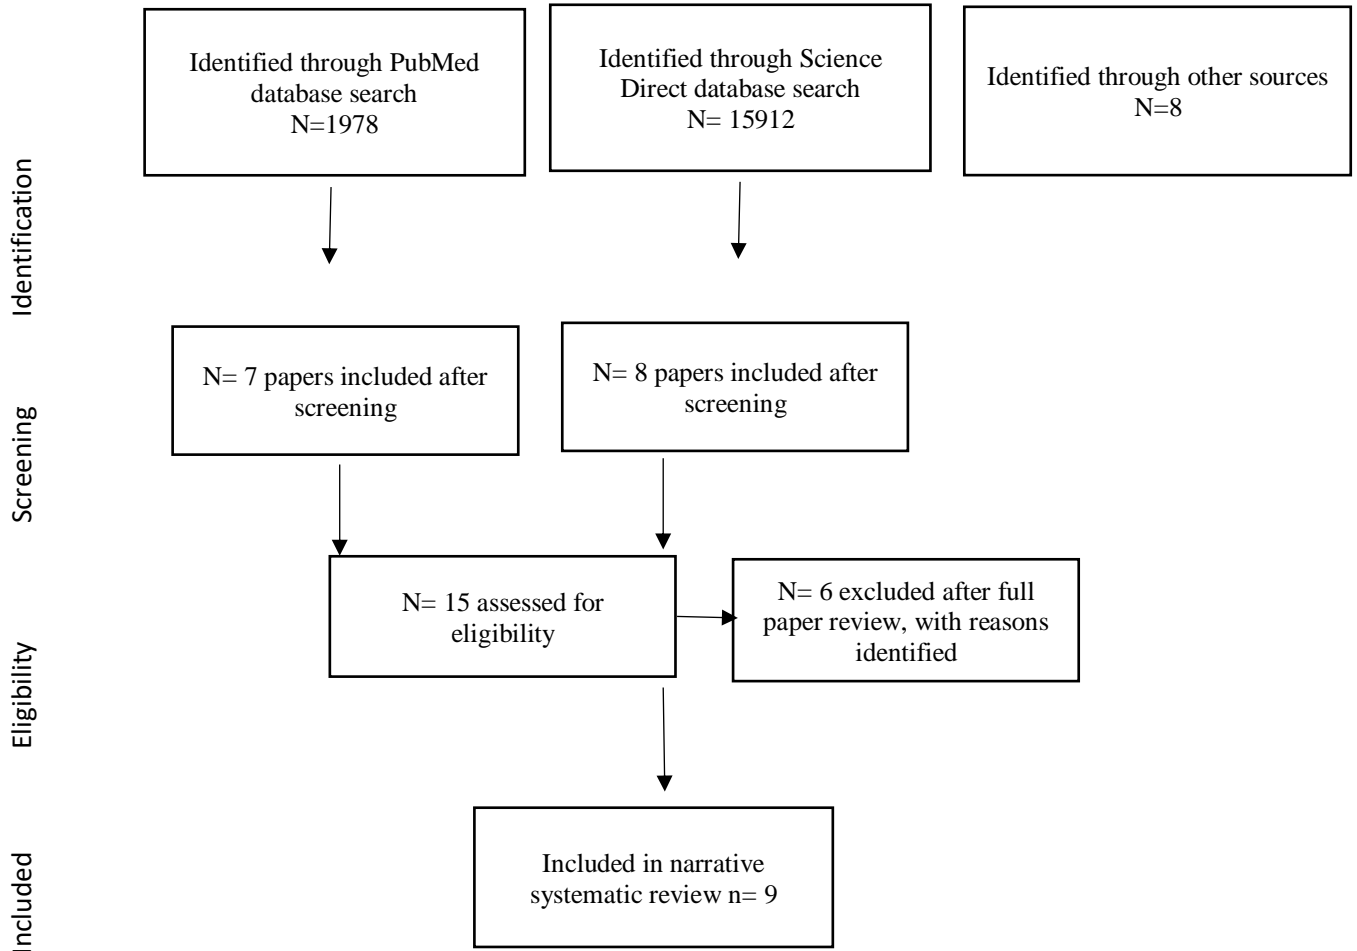 Identified through PubMed
database search
N=1978
Identified through Science
Direct database search
N= 15912
Identified through other sources
N=8
Identification
N= 7 papers included after
screening
N= 8 papers included after
screening
Screening
N= 15 assessed for
eligibility
N= 6 excluded after full
paper review, with reasons
identified
Eligibility
Included in narrative
systematic review n= 9
Included